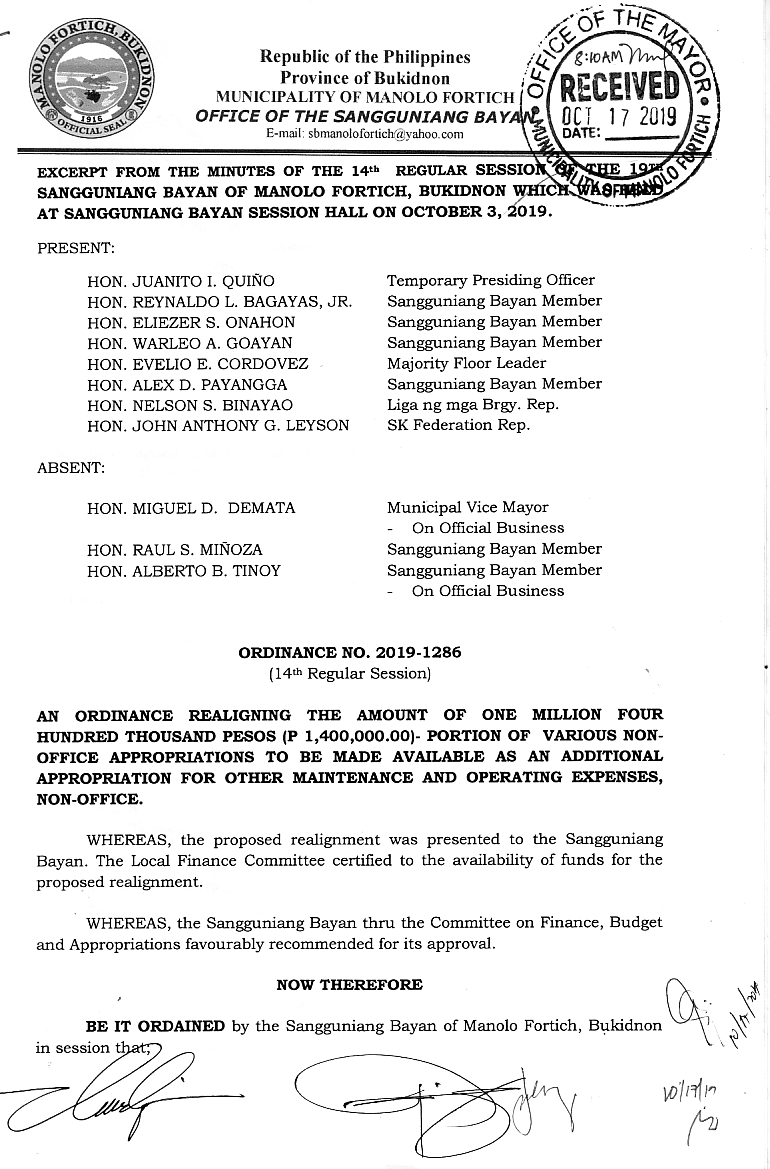 MANOLO FORTICH, BUKIDNON
1916
OFFICIAL SEAL
Republic of the Philippines
Province of Bukidnon
MUNICIPALITY OF MANOLO FORTICH
OFFICE OF THE SANGGUNIANG BAYAN
E-mail: sbmanolofortich@yahoo.com
OFFICE OF THE MAYOR
8:10AM
RECEIVED
OCT 17 2019
DATE:
MUNICIPALITY OF MANOLO FORTICH
EXCERPT FROM THE MINUTES OF THE 14th REGULAR SESSION OF THE 19TH
SANGGUNIANG BAYAN OF MANOLO FORTICH, BUKIDNON WHICH WAS HELD
AT SANGGUNIANG BAYAN SESSION HALL ON OCTOBER 3, 2019.
PRESENT:
HON. JUANITO I. QUIÑO Temporary Presiding Officer
HON. REYNALDO L. BAGAYAS, JR. Sangguniang Bayan Member
HON. ELIEZER S. ONAHON Sangguniang Bayan Member
HON. WARLEO A. GOAYAN Sangguniang Bayan Member
HON. EVELIO E. CORDOVEZ Majority Floor Leader
HON. ALEX D. PAYANGGA Sangguniang Bayan Member
HON. NELSON S. BINAYAO Liga ng mga Brgy. Rep.
HON. JOHN ANTHONY G. LEYSON SK Federation Rep.
ABSENT:
HON. MIGUEL D. DEMATA Municipal Vice Mayor
- On Official Business
HON. RAUL S. MIÑOZA Sangguniang Bayan Member
HON. ALBERTO B. TINOY Sangguniang Bayan Member
- On Official Business
ORDINANCE NO. 2019-1286
(14th Regular Session)
AN ORDINANCE REALIGNING THE AMOUNT OF ONE MILLION FOUR
HUNDRED THOUSAND PESOS (P 1,400,000.00)- PORTION OF VARIOUS NON-
OFFICE APPROPRIATIONS TO BE MADE AVAILABLE AS AN ADDITIONAL
APPROPRIATION FOR OTHER MAINTENANCE AND OPERATING EXPENSES,
NON-OFFICE.
WHEREAS, the proposed realignment was presented to the Sangguniang
Bayan. The Local Finance Committee certified to the availability of funds for the
proposed realignment.
WHEREAS, the Sangguniang Bayan thru the Committee on Finance, Budget
and Appropriations favourably recommended for its approval.
NOW THEREFORE
BE IT ORDAINED by the Sangguniang Bayan of Manolo Fortich, Bukidnon
in session that;
10/17/19